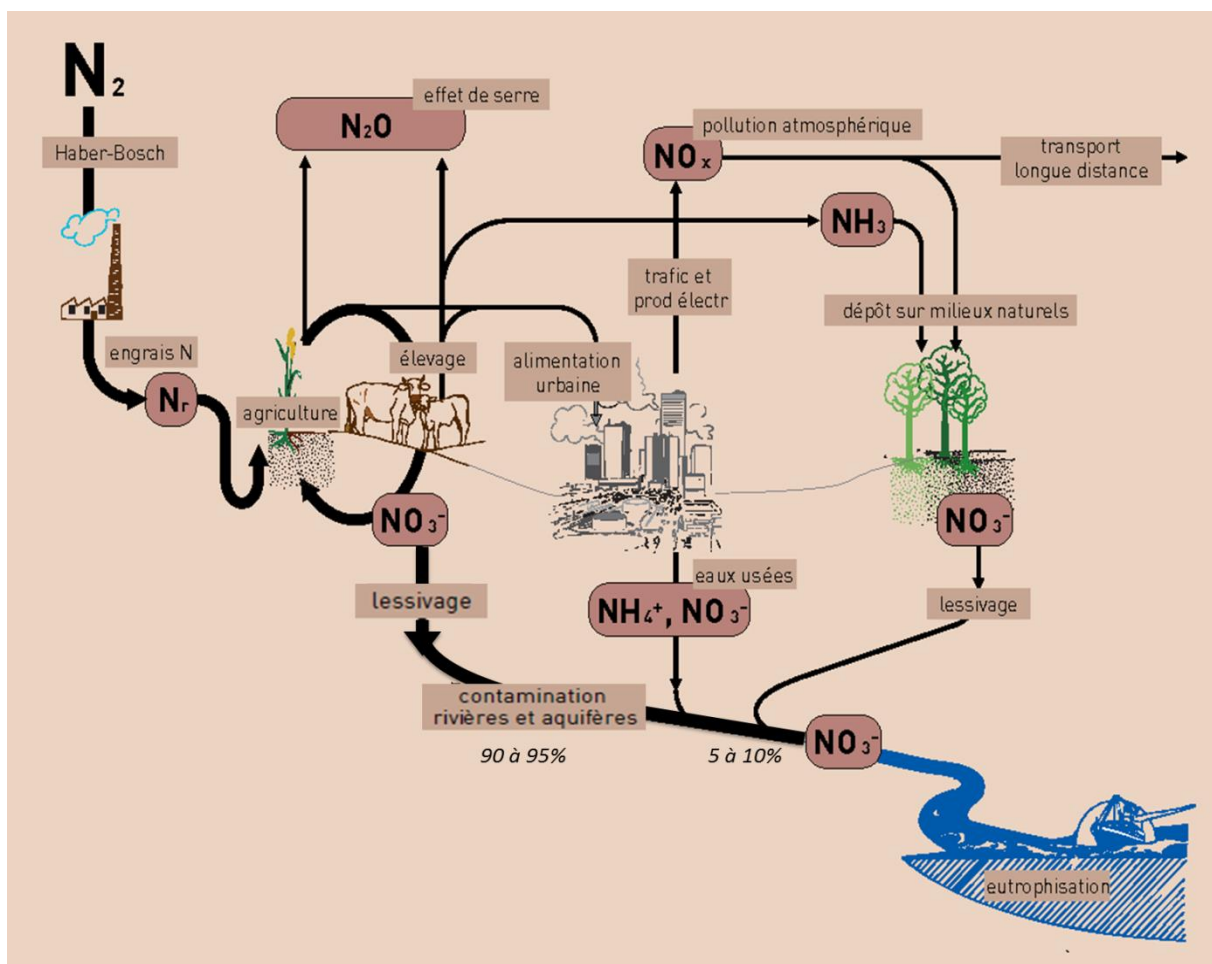 N₂
Haber-Bosch
engrais N
Nᵣ
agriculture
effet de serre
N₂O
élevage
NO₃⁻
lessivage
alimentation
urbaine
pollution atmosphérique
NOₓ
transport
longue distance
NH₃
trafic et
prod électr
dépôt sur milieux naturels
NO₃⁻
lessivage
eaux usées
NH₄⁺, NO₃⁻
contamination
rivières et aquifères
90 à 95%
5 à 10%
NO₃⁻
eutrophisation